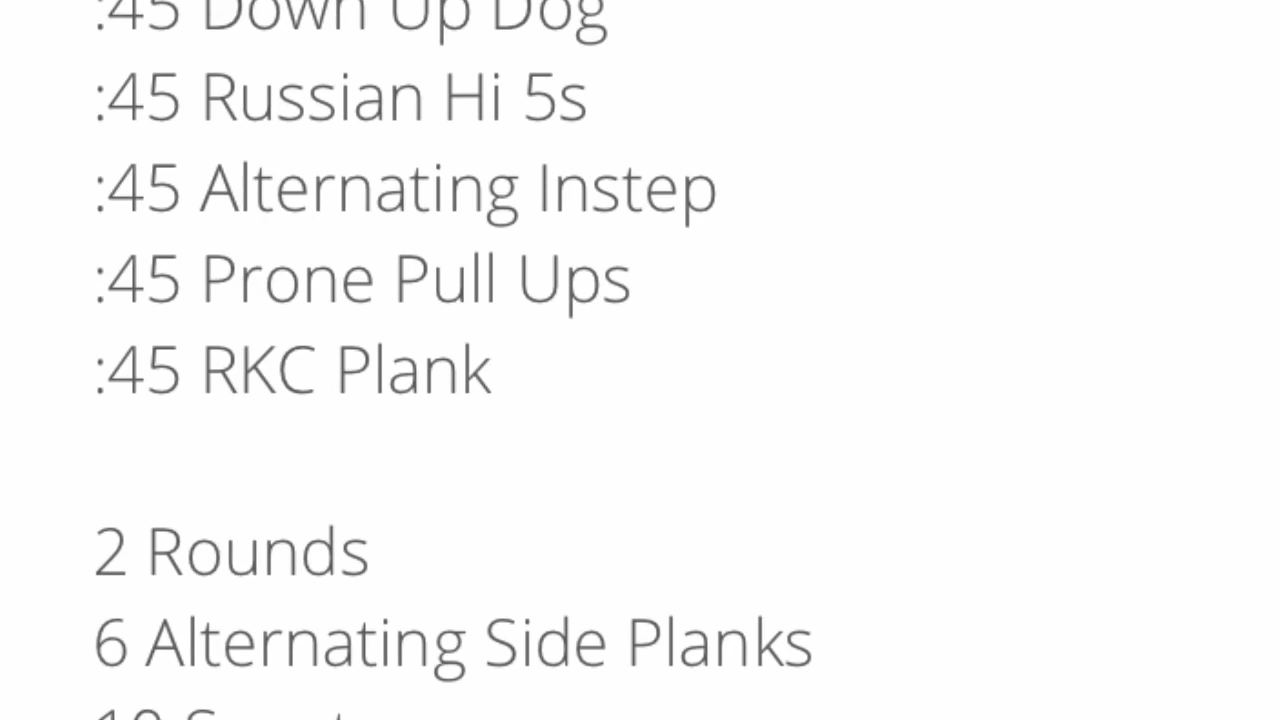 :45 Down Up Dog
:45 Russian Hi 5s
:45 Alternating Instep
:45 Prone Pull Ups
:45 RKC Plank
2 Rounds
6 Alternating Side Planks
10